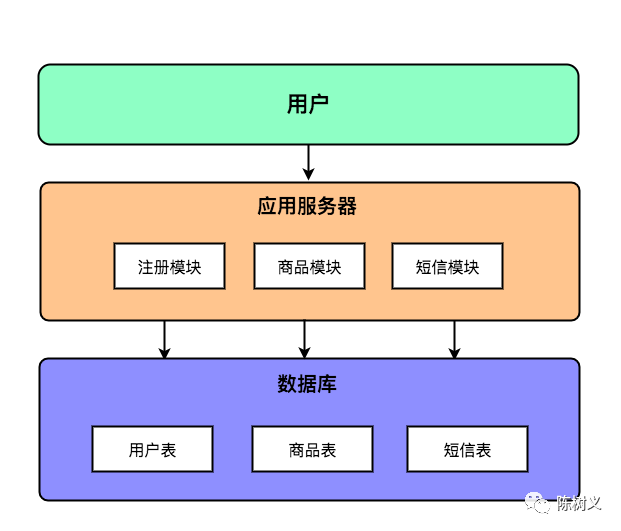 用户
应用服务器
注册模块 商品模块 短信模块
数据库
用户表 商品表 短信表
陈树义